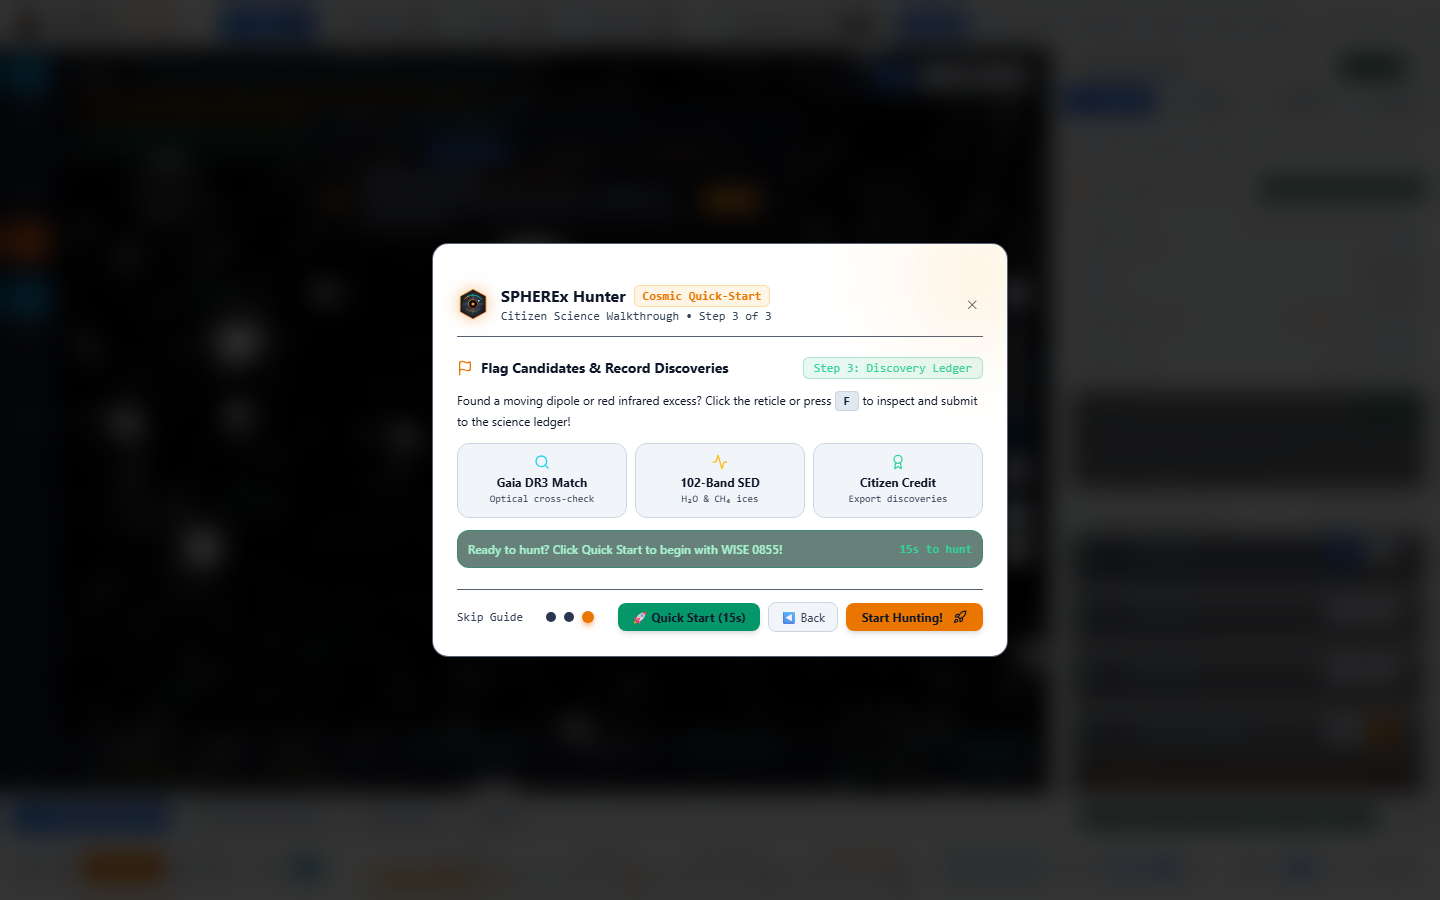 SPHEREx Hunter
Cosmic Quick-Start
Citizen Science Walkthrough • Step 3 of 3
Flag Candidates & Record Discoveries
Step 3: Discovery Ledger
Found a moving dipole or red infrared excess? Click the reticle or press F to inspect and submit
to the science ledger!
Gaia DR3 Match
Optical cross-check
102-Band SED
H₂O & CH₄ ices
Citizen Credit
Export discoveries
Ready to hunt? Click Quick Start to begin with WISE 0855!
15s to hunt
Skip Guide
🚀 Quick Start (15s)
◀ Back
Start Hunting!